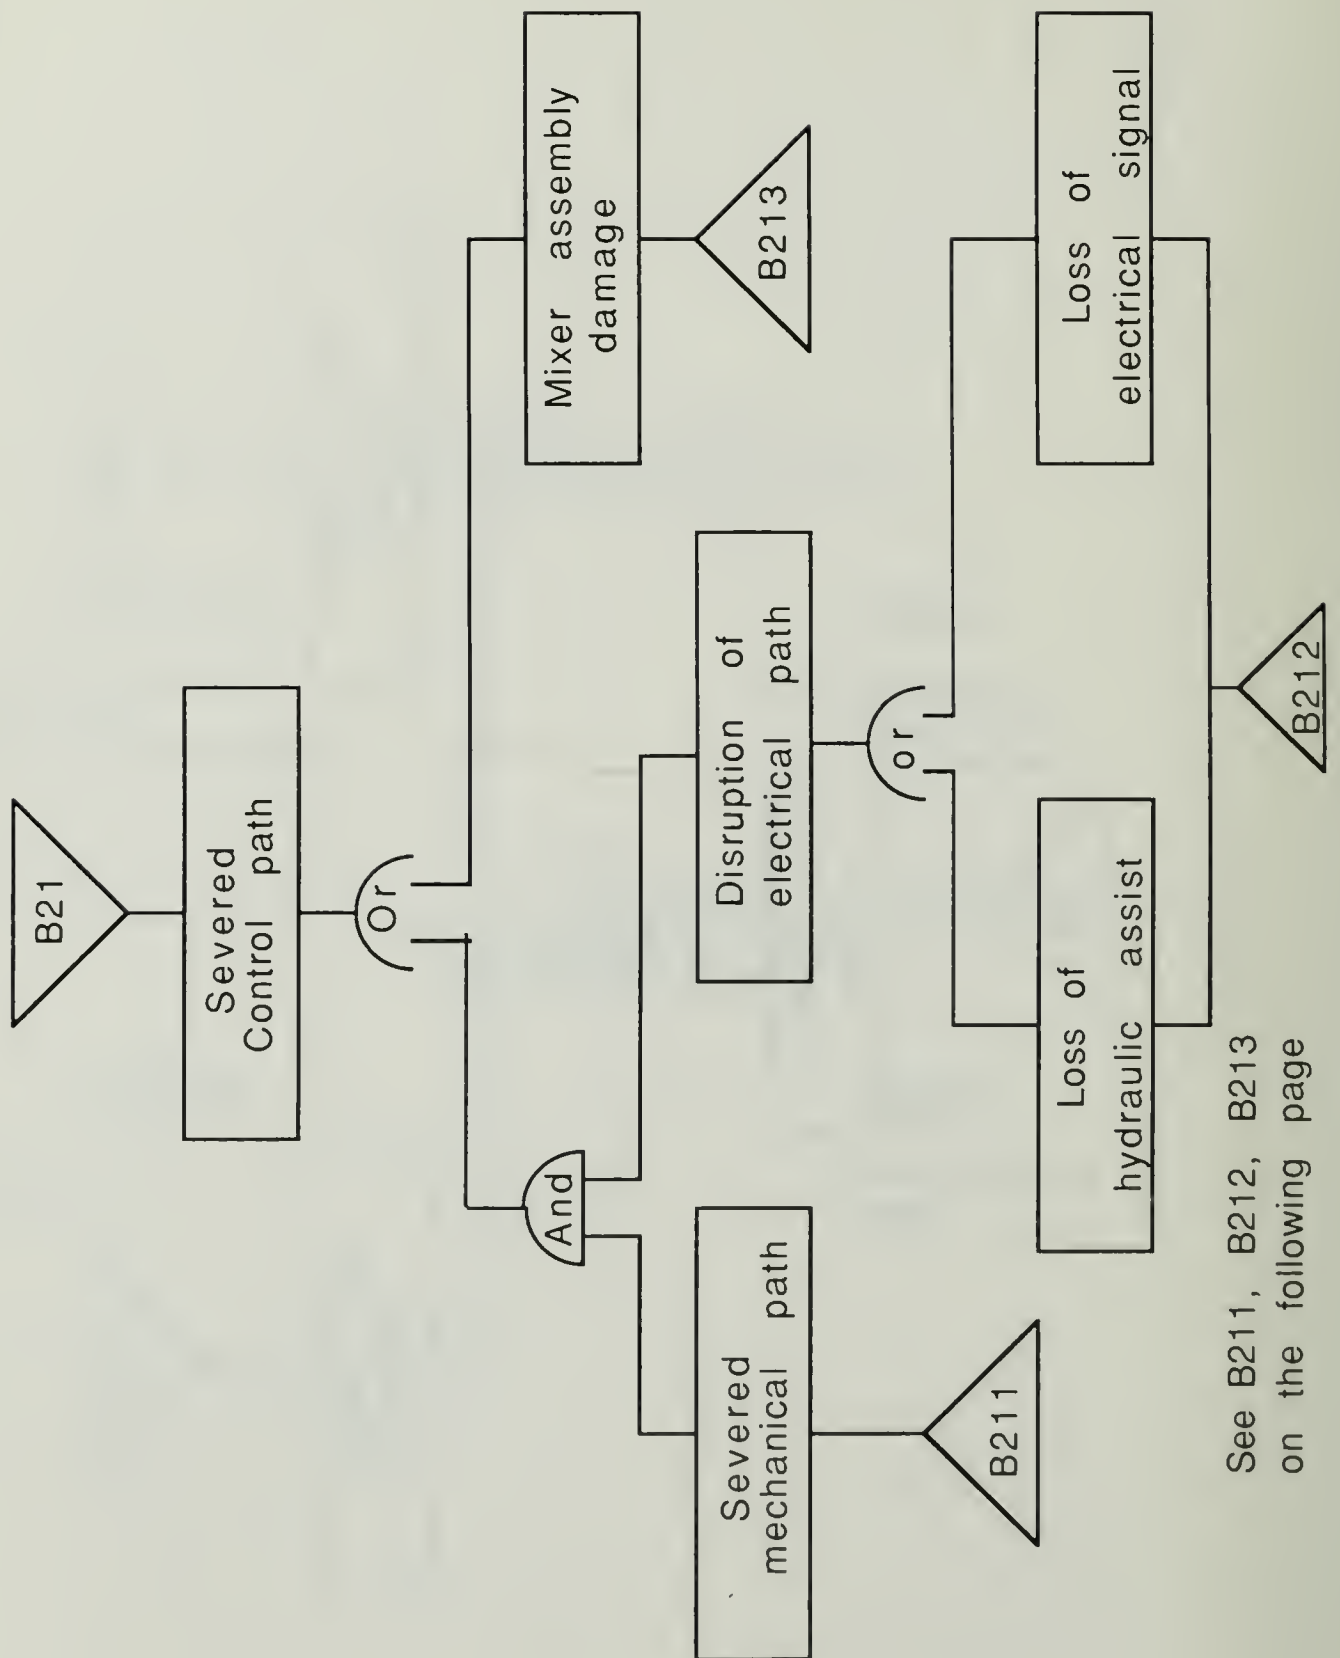 B21
Severed
Control path
Or
And
Mixer assembly
damage
B213
Severed
mechanical path
B211
Disruption of
electrical path
or
Loss of
hydraulic assist
Loss of
electrical signal
B212
See B211, B212, B213
on the following page